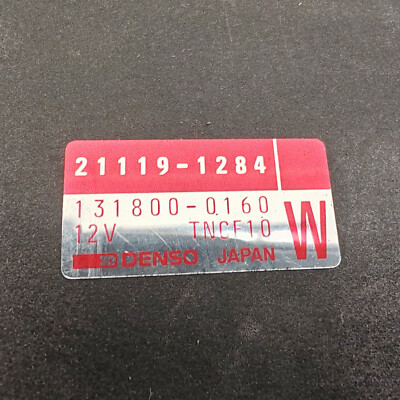 21119-1284
131800-0160
12V TNCF10 W
DENSO JAPAN